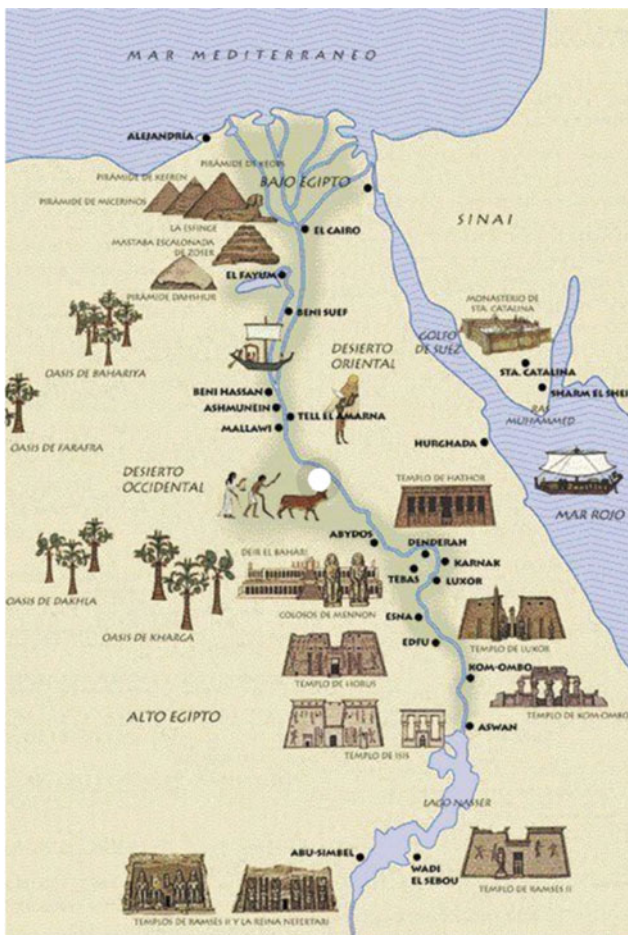 MAR MEDITERRANEO
ALEJANDRÍA
PIRÁMIDE DE KEOPS
PIRÁMIDE DE KEFREN
BAJO EGIPTO
PIRÁMIDE DE MICERINOS
SINAI
LA ESFINGE
EL CAIRO
MASTABA ESCALONADA
DE ZOSER
EL FAYUM
PIRÁMIDE DAHSHUR
MONASTERIO DE
STA. CATALINA
BENI SUEF
GOLFO
DE SUEZ
DESIERTO
ORIENTAL
STA. CATALINA
OASIS DE BAHARIYA
SHARM EL SHEI
BENI HASSAN
RAS
MUHAMMED
ASHMUNEIN
TELL EL AMARNA
MALLAWI
HURGHADA
OASIS DE FARAFRA
DESIERTO
OCCIDENTAL
TEMPLO DE HATHOR
MAR ROJO
ABYDOS
DENDERAH
DEIR EL BAHARI
KARNAK
TEBAS
LUXOR
OASIS DE DAKHLA
COLOSOS DE MENNON
ESNA
OASIS DE KHARGA
EDFU
TEMPLO DE LUXOR
KOM-OMBO
TEMPLO DE HORUS
TEMPLO DE KOM-OMBO
ALTO EGIPTO
ASWAN
TEMPLO DE ISIS
LAGO NASSER
ABU-SIMBEL
WADI
EL SEBOU
TEMPLO DE RAMSES II
TEMPLOS DE RAMSES II Y LA REINA NEFERTARI